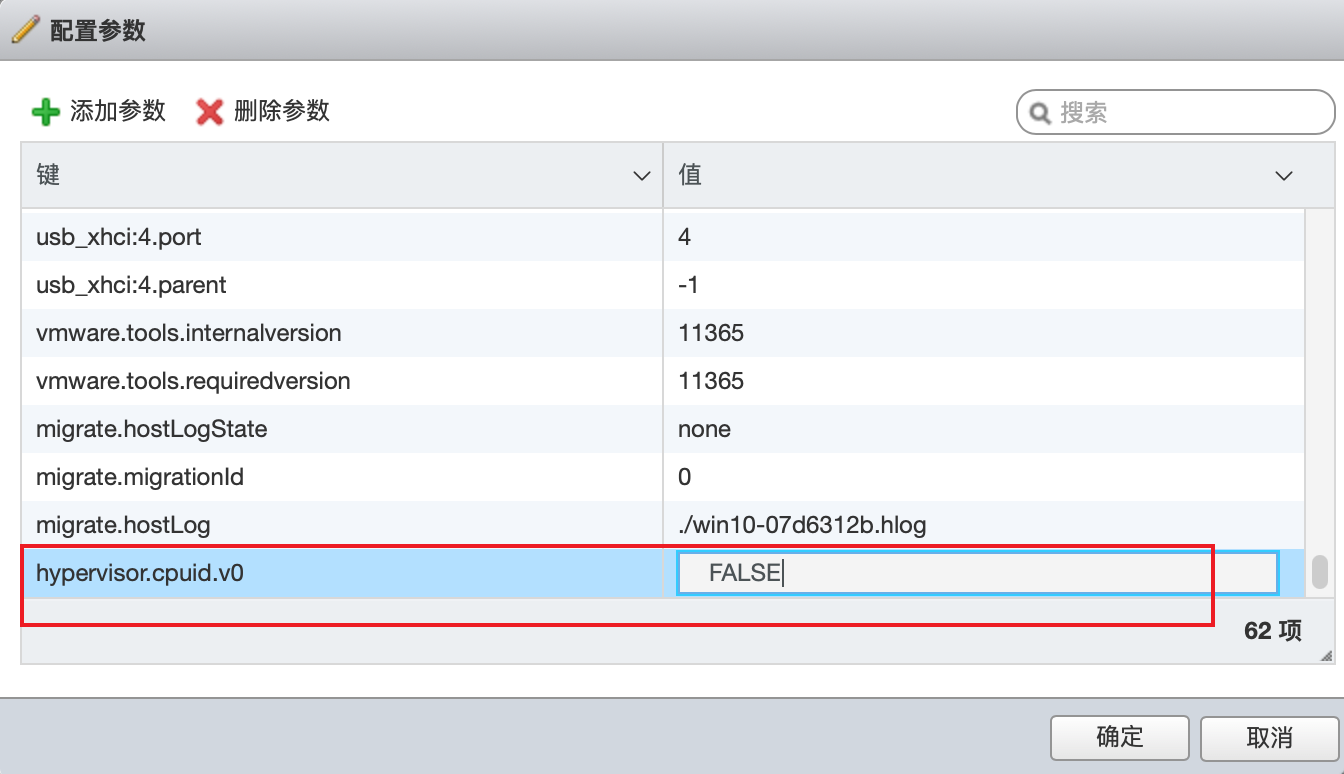 配置参数
添加参数 删除参数 搜索
键 值
usb_xhci:4.port 4
usb_xhci:4.parent -1
vmware.tools.internalversion 11365
vmware.tools.requiredversion 11365
migrate.hostLogState none
migrate.migrationId 0
migrate.hostLog ./win10-07d6312b.hlog
hypervisor.cpuid.v0 FALSE
62 项
确定 取消